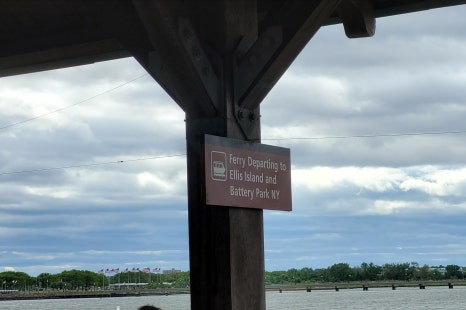 Ferry Departing to
Ellis Island and
Battery Park NY